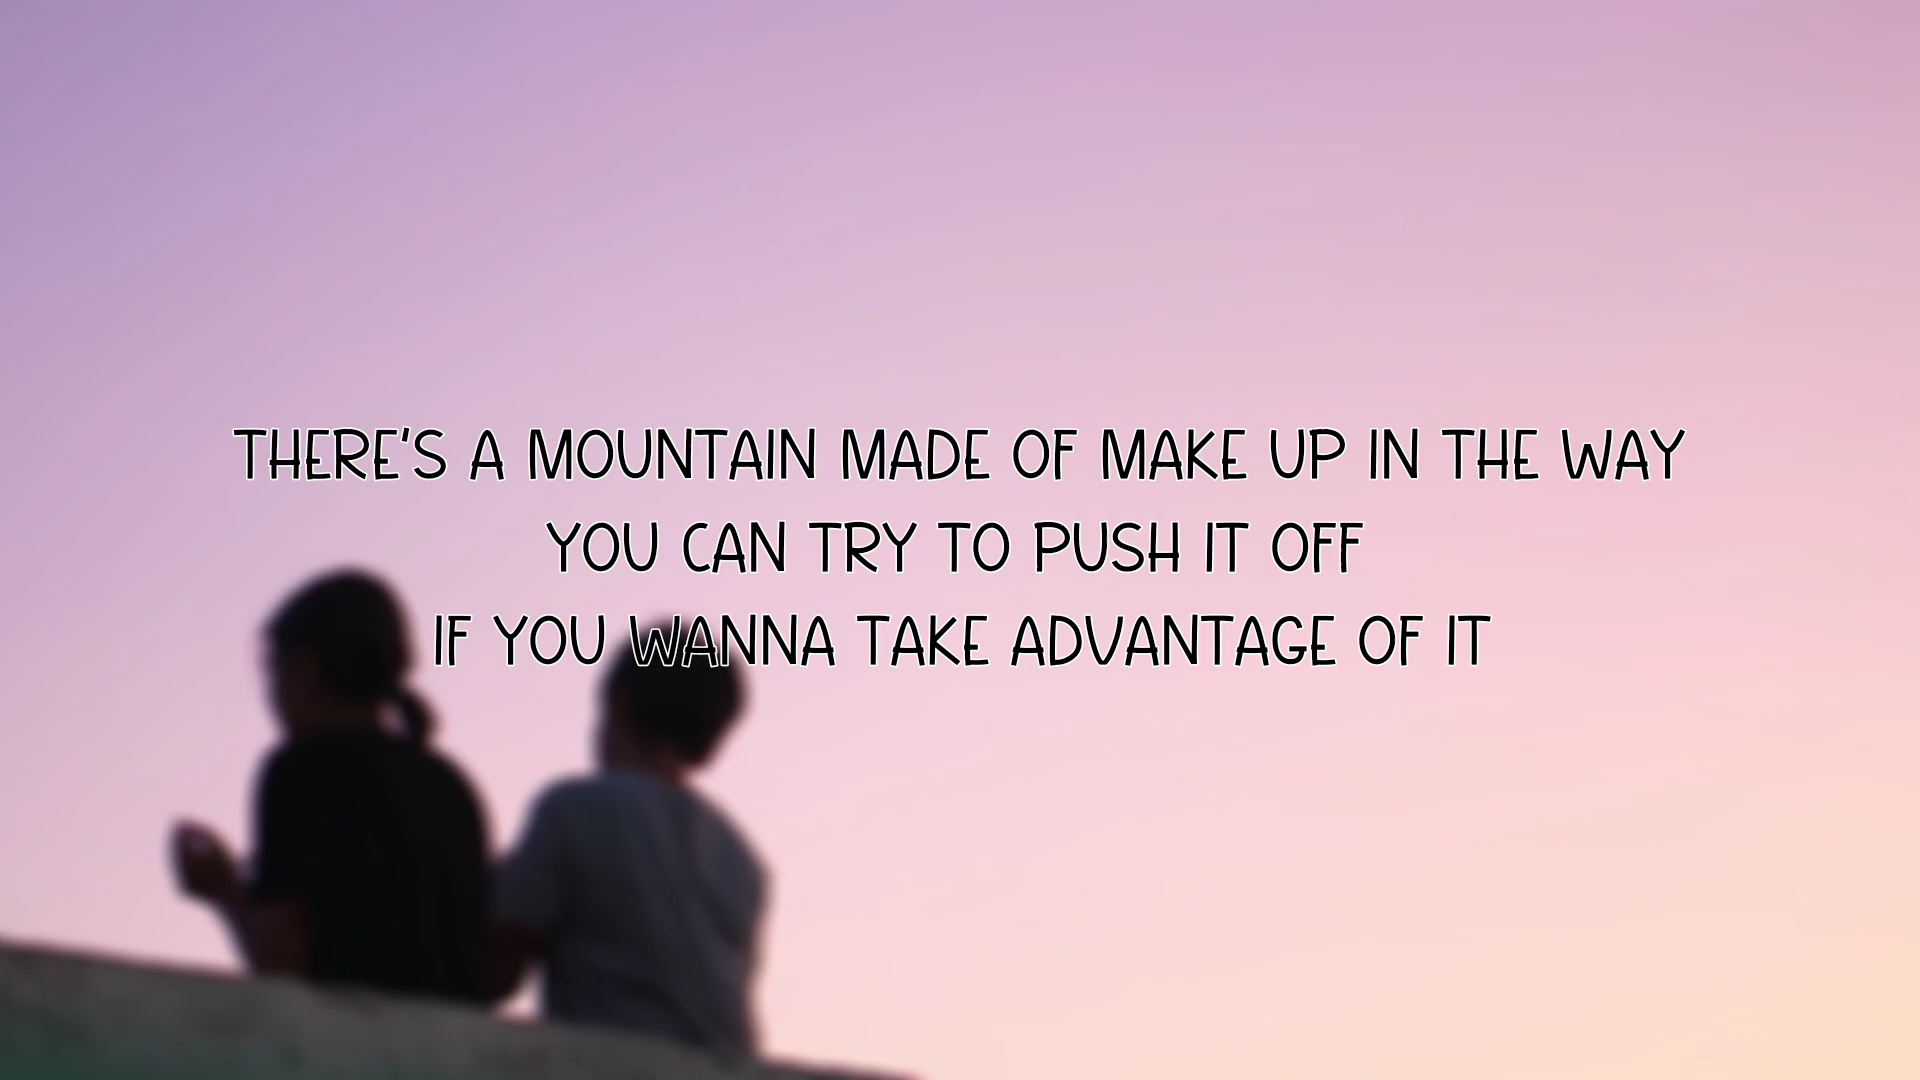 THERE'S A MOUNTAIN MADE OF MAKE UP IN THE WAY
YOU CAN TRY TO PUSH IT OFF
IF YOU WANNA TAKE ADVANTAGE OF IT